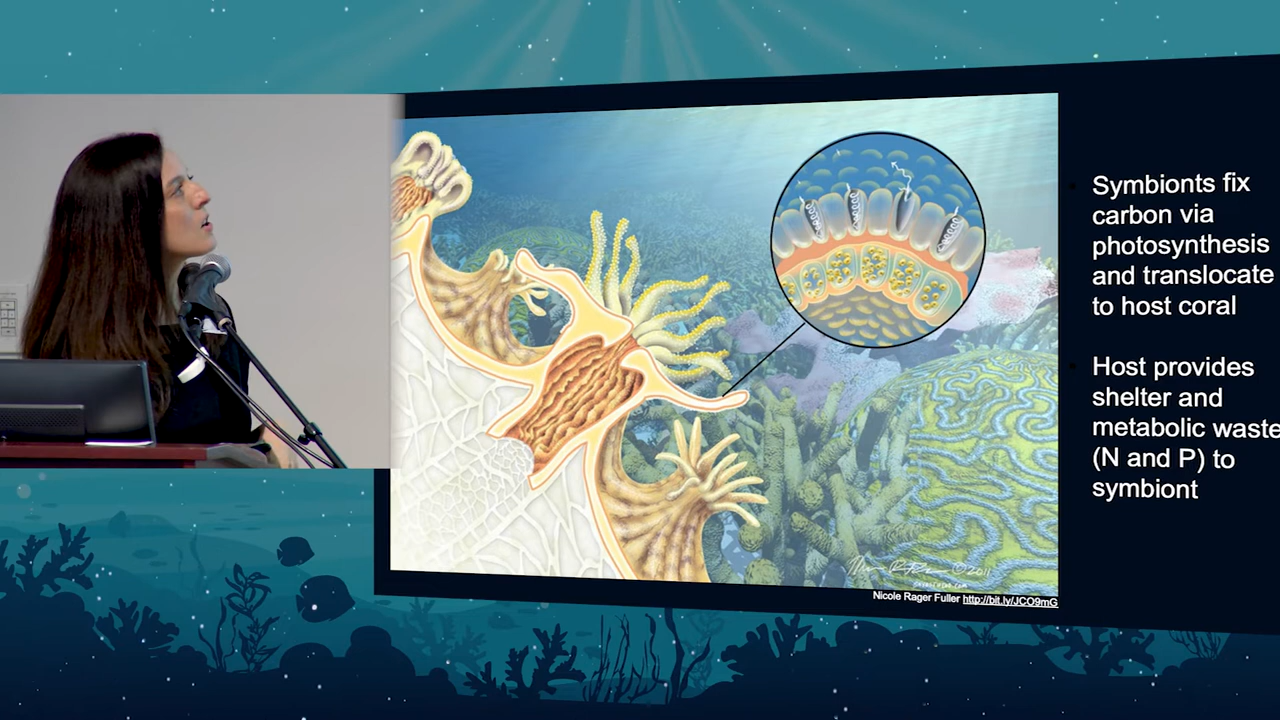 Symbionts fix
carbon via
photosynthesis
and translocate
to host coral
Host provides
shelter and
metabolic waste
(N and P) to
symbiont
©2011
Nicole Rager Fuller http://bit.ly/JCO9mG